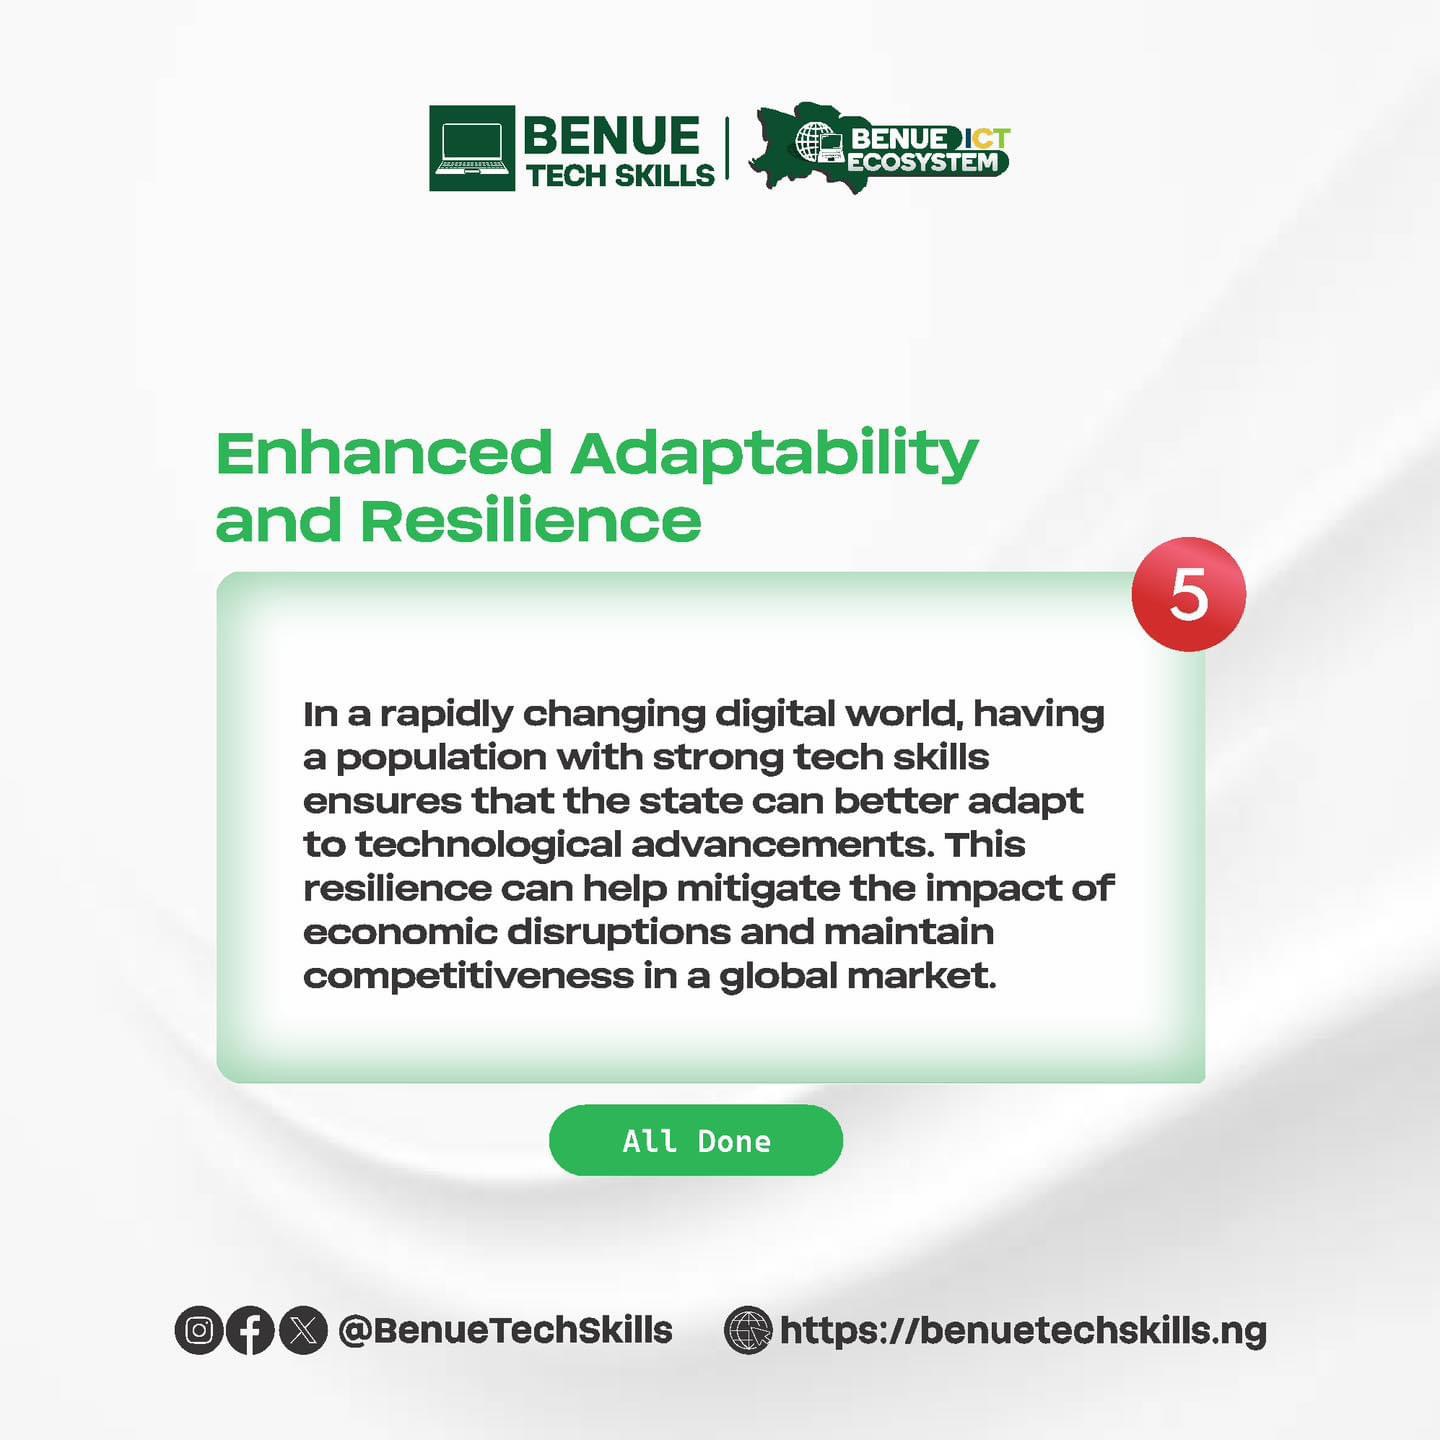 BENUE
TECH SKILLS
BENUE ICT
ECOSYSTEM
Enhanced Adaptability
and Resilience
5
In a rapidly changing digital world, having
a population with strong tech skills
ensures that the state can better adapt
to technological advancements. This
resilience can help mitigate the impact of
economic disruptions and maintain
competitiveness in a global market.
All Done
@BenueTechSkills
https://benuetechskills.ng